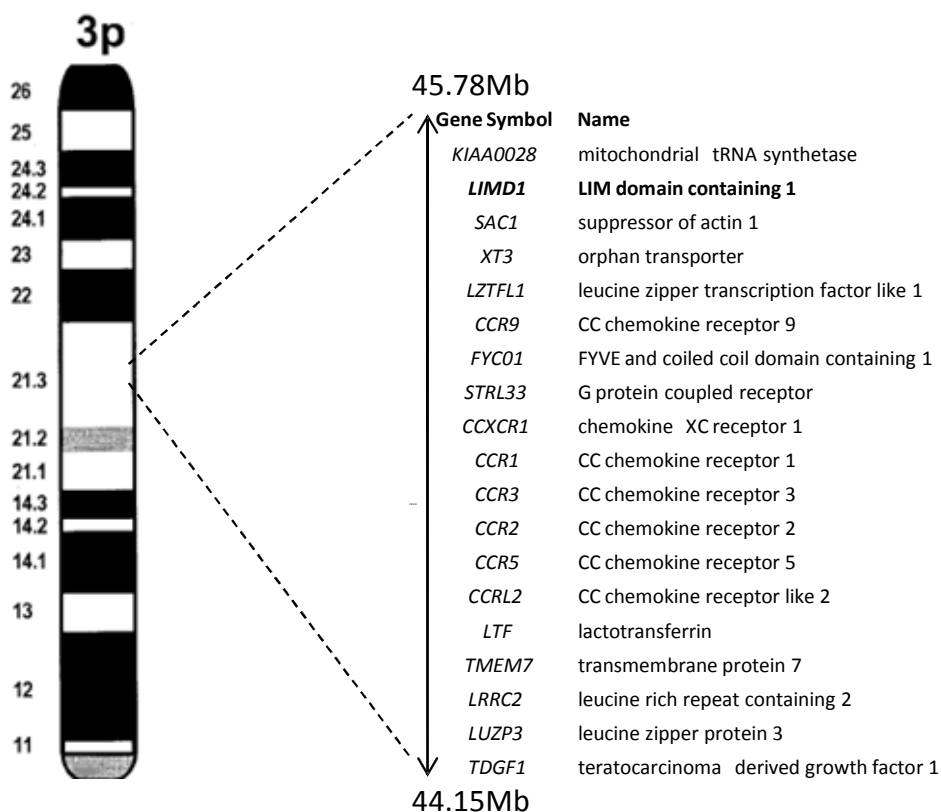 3p
26
25
24.3
24.2
24.1
23
22
21.3
21.2
21.1
14.3
14.2
14.1
13
12
11
45.78Mb
Gene Symbol Name
KIAA0028 mitochondrial tRNA synthetase
LIMD1 LIM domain containing 1
SAC1 suppressor of actin 1
XT3 orphan transporter
LZTFL1 leucine zipper transcription factor like 1
CCR9 CC chemokine receptor 9
FYC01 FYVE and coiled coil domain containing 1
STRL33 G protein coupled receptor
CCXCR1 chemokine XC receptor 1
CCR1 CC chemokine receptor 1
CCR3 CC chemokine receptor 3
CCR2 CC chemokine receptor 2
CCR5 CC chemokine receptor 5
CCRL2 CC chemokine receptor like 2
LTF lactotransferrin
TMEM7 transmembrane protein 7
LRRC2 leucine rich repeat containing 2
LUZP3 leucine zipper protein 3
TDGF1 teratocarcinoma derived growth factor 1
44.15Mb